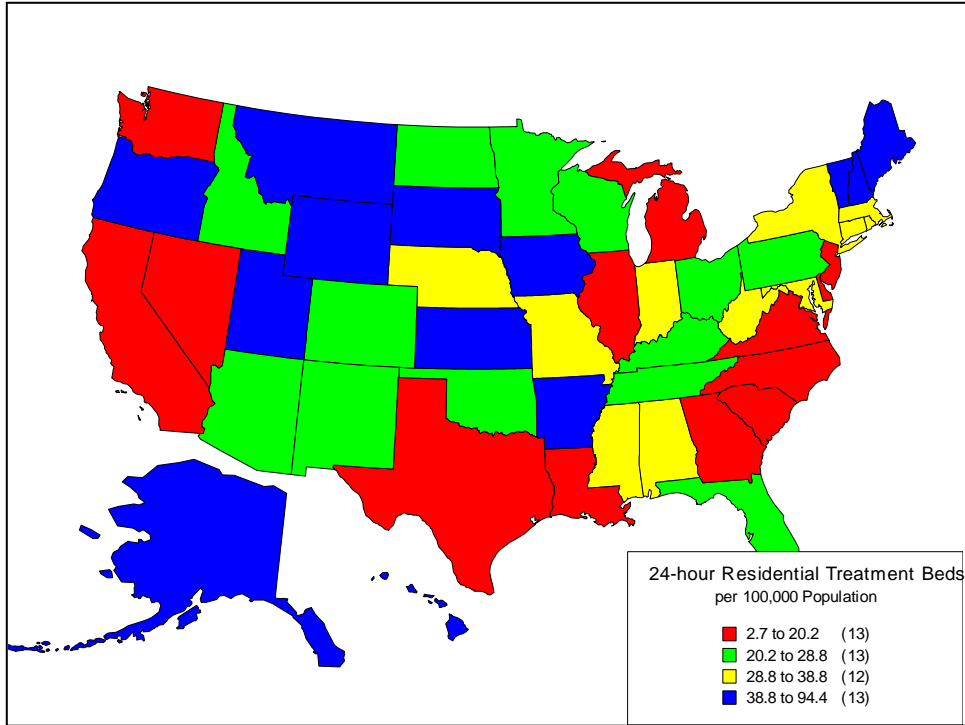 24-hour Residential Treatment Beds
per 100,000 Population
2.7 to 20.2 (13)
20.2 to 28.8 (13)
28.8 to 38.8 (12)
38.8 to 94.4 (13)